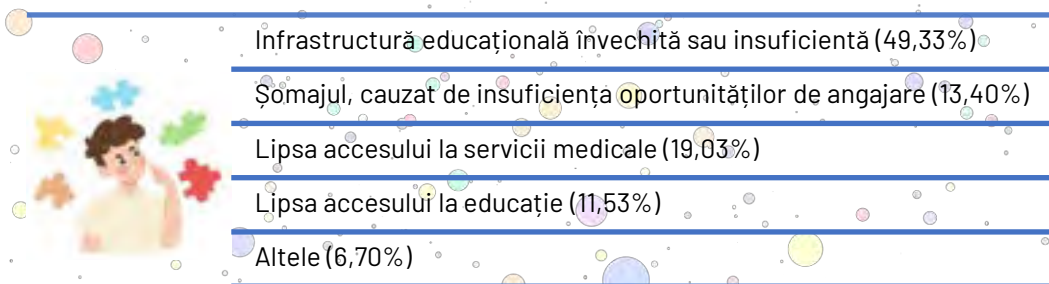 Infrastructură educațională învechită sau insuficientă (49,33%)
Șomajul, cauzat de insuficiența oportunităților de angajare (13,40%)
Lipsa accesului la servicii medicale (19,03%)
Lipsa accesului la educație (11,53%)
Altele (6,70%)